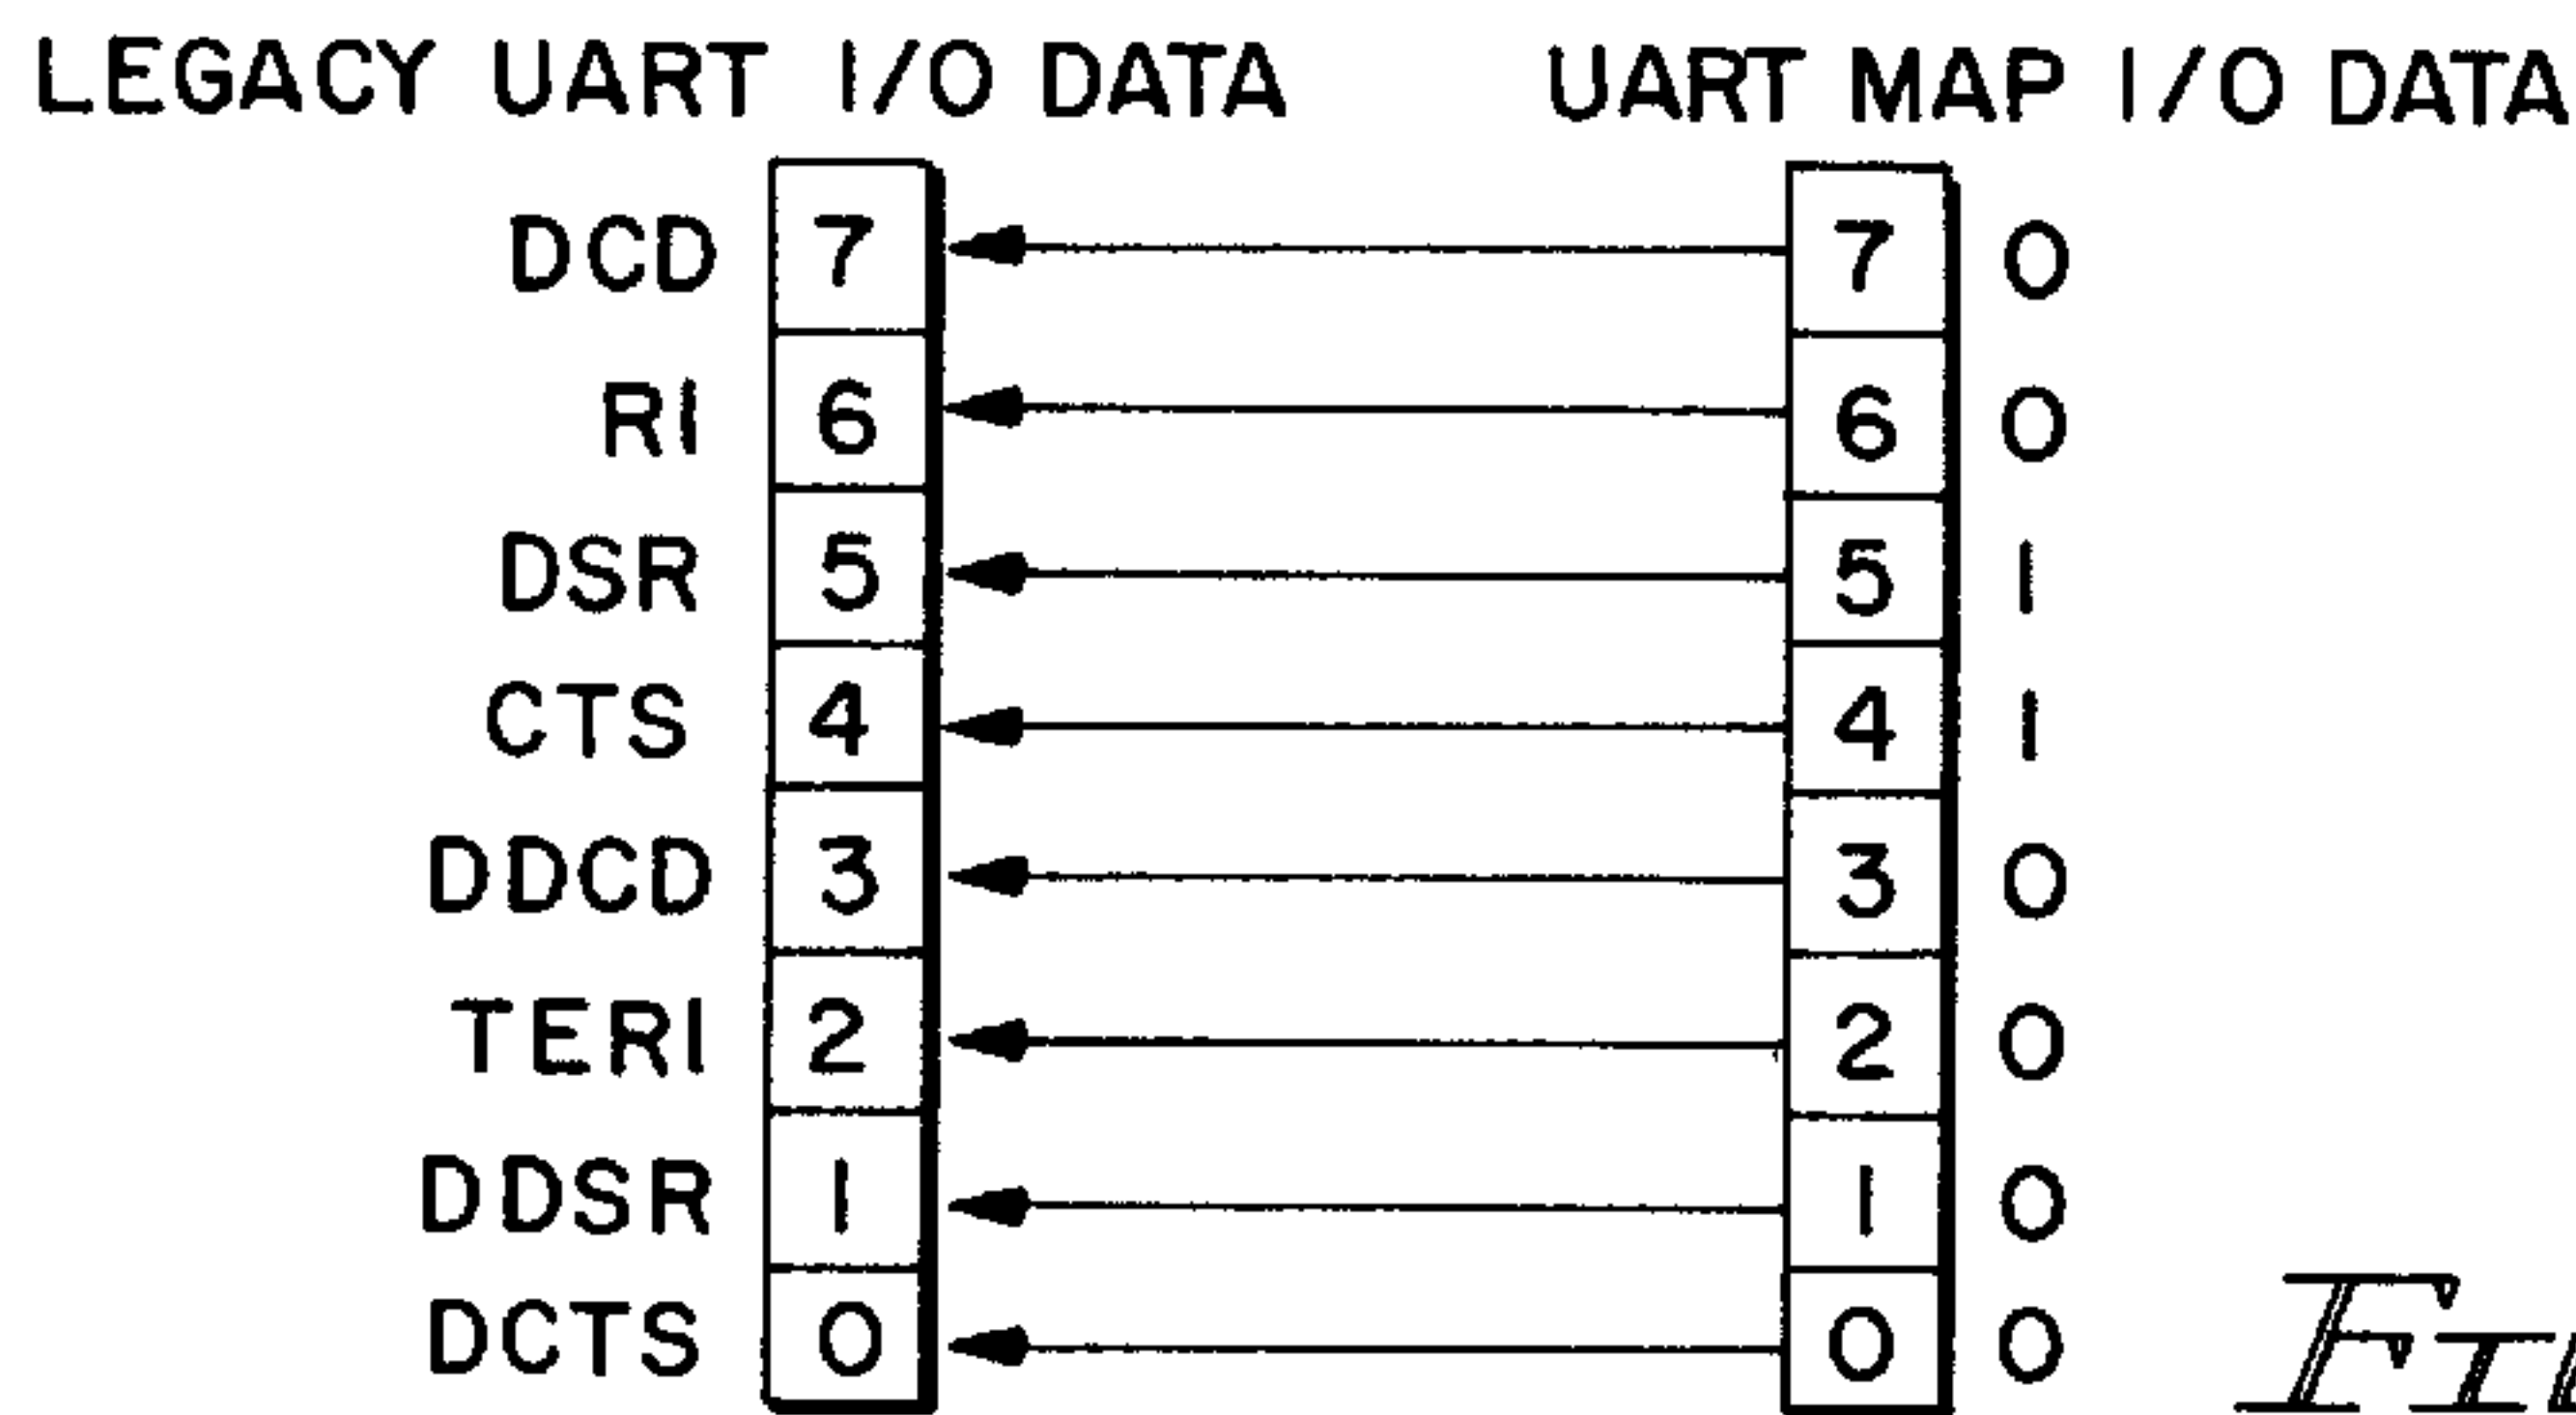 LEGACY UART I/O DATA UART MAP I/O DATA
DCD 7 7 0
RI 6 6 0
DSR 5 5 1
CTS 4 4 1
DDCD 3 3 0
TERI 2 2 0
DDSR 1 1 0
DCTS 0 0 0